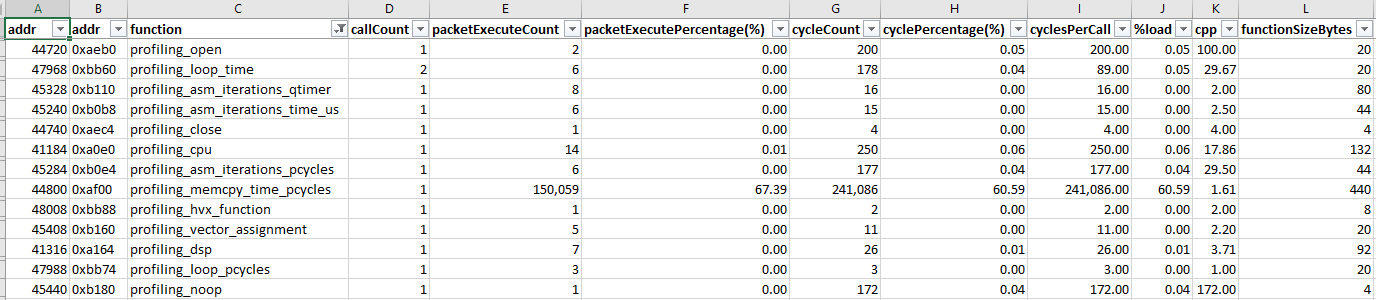 A B C D E F G H I J K L
addr addr function callCount packetExecuteCount packetExecutePercentage(%) cycleCount cyclePercentage(%) cyclesPerCall %load cpp functionSizeBytes
44720 0xaeb0 profiling_open 1 2 0.00 200 0.05 200.00 0.05 100.00 20
47968 0xbb60 profiling_loop_time 2 6 0.00 178 0.04 89.00 0.05 29.67 20
45328 0xb110 profiling_asm_iterations_qtimer 1 8 0.00 16 0.00 16.00 0.00 2.00 80
45240 0xb0b8 profiling_asm_iterations_time_us 1 6 0.00 15 0.00 15.00 0.00 2.50 44
44740 0xaec4 profiling_close 1 1 0.00 4 0.00 4.00 0.00 4.00 4
41184 0xa0e0 profiling_cpu 1 14 0.01 250 0.06 250.00 0.06 17.86 132
45284 0xb0e4 profiling_asm_iterations_pcycles 1 6 0.00 177 0.04 177.00 0.04 29.50 44
44800 0xaf00 profiling_memcpy_time_pcycles 1 150,059 67.39 241,086 60.59 241,086.00 60.59 1.61 440
48008 0xbb88 profiling_hvx_function 1 1 0.00 2 0.00 2.00 0.00 2.00 8
45408 0xb160 profiling_vector_assignment 1 5 0.00 11 0.00 11.00 0.00 2.20 20
41316 0xa164 profiling_dsp 1 7 0.00 26 0.01 26.00 0.01 3.71 92
47988 0xbb74 profiling_loop_pcycles 1 3 0.00 3 0.00 3.00 0.00 1.00 20
45440 0xb180 profiling_noop 1 1 0.00 172 0.04 172.00 0.04 172.00 4